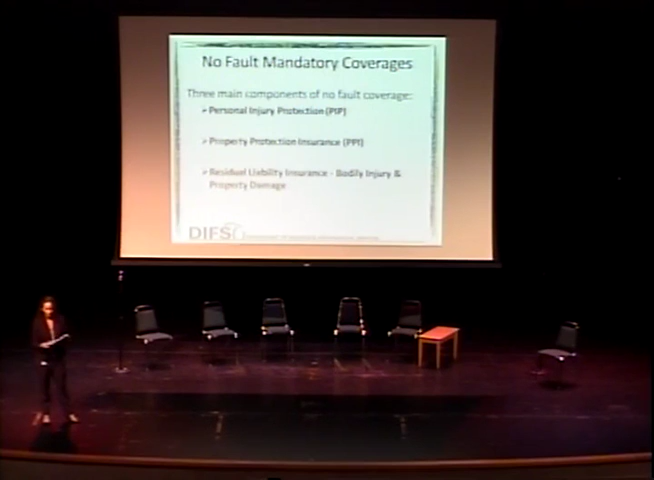 No Fault Mandatory Coverages
Three main components of no fault coverage:
Personal Injury Protection (PIP)
Property Protection Insurance (PPI)
Residual Liability Insurance - Bodily Injury &
Property Damage
DIFS